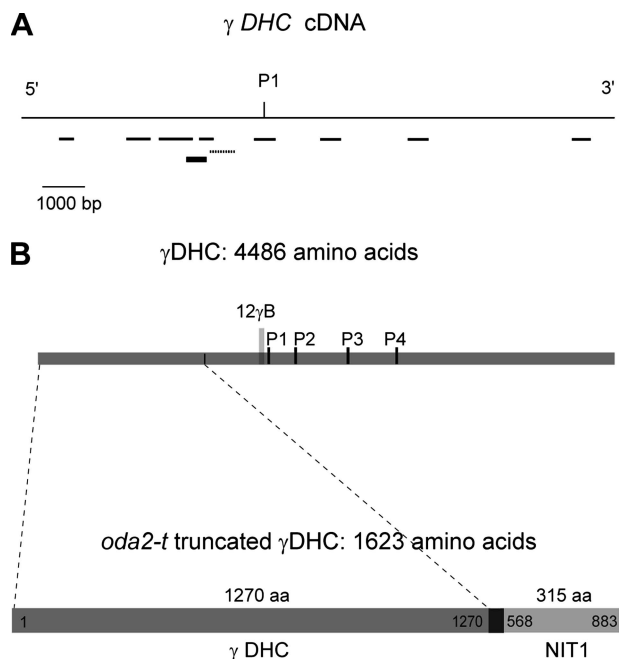 A
γ DHC cDNA
5' P1 3'
1000 bp
B
γDHC: 4486 amino acids
12γB
P1 P2 P3 P4
oda2-t truncated γDHC: 1623 amino acids
1270 aa 315 aa
1 1270 568 883
γ DHC NIT1